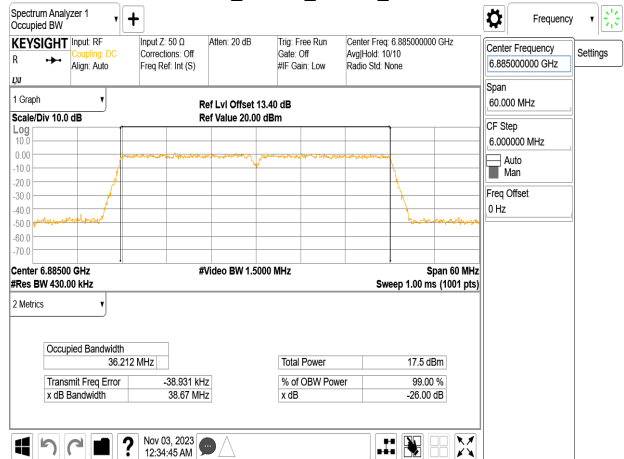 Spectrum Analyzer 1
Occupied BW
+
Frequency
KEYSIGHT
R
LXI
Input: RF
Coupling: DC
Align: Auto
Input Z: 50 Ω
Corrections: Off
Freq Ref: Int (S)
Atten: 20 dB
Trig: Free Run
Gate: Off
#IF Gain: Low
Center Freq: 6.885000000 GHz
Avg|Hold: 10/10
Radio Std: None
Center Frequency
6.885000000 GHz
Settings
Span
60.000 MHz
CF Step
6.000000 MHz
Auto
Man
Freq Offset
0 Hz
1 Graph
Scale/Div 10.0 dB
Ref Lvl Offset 13.40 dB
Ref Value 20.00 dBm
Log
10.0
0.00
-10.0
-20.0
-30.0
-40.0
-50.0
-60.0
-70.0
Center 6.88500 GHz
#Res BW 430.00 kHz
#Video BW 1.5000 MHz
Span 60 MHz
Sweep 1.00 ms (1001 pts)
2 Metrics
Occupied Bandwidth
36.212 MHz
Total Power 17.5 dBm
Transmit Freq Error -38.931 kHz
% of OBW Power 99.00 %
x dB Bandwidth 38.67 MHz
x dB -26.00 dB
?
Nov 03, 2023
12:34:45 AM